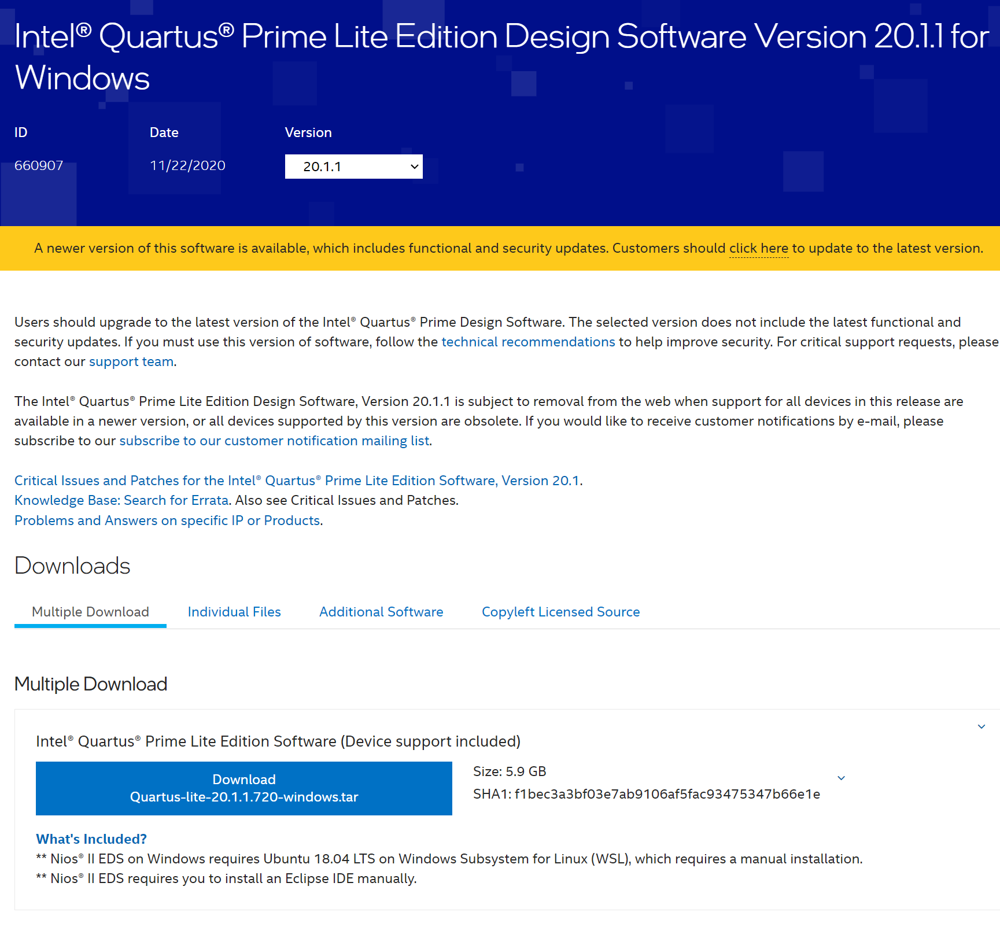 Intel® Quartus® Prime Lite Edition Design Software Version 20.1.1 for
Windows
ID
Date
Version
660907
11/22/2020
20.1.1
A newer version of this software is available, which includes functional and security updates. Customers should click here to update to the latest version.
Users should upgrade to the latest version of the Intel® Quartus® Prime Design Software. The selected version does not include the latest functional and
security updates. If you must use this version of software, follow the technical recommendations to help improve security. For critical support requests, please
contact our support team.
The Intel® Quartus® Prime Lite Edition Design Software, Version 20.1.1 is subject to removal from the web when support for all devices in this release are
available in a newer version, or all devices supported by this version are obsolete. If you would like to receive customer notifications by e-mail, please
subscribe to our subscribe to our customer notification mailing list.
Critical Issues and Patches for the Intel® Quartus® Prime Lite Edition Software, Version 20.1.
Knowledge Base: Search for Errata. Also see Critical Issues and Patches.
Problems and Answers on specific IP or Products.
Downloads
Multiple Download
Individual Files
Additional Software
Copyleft Licensed Source
Multiple Download
Intel® Quartus® Prime Lite Edition Software (Device support included)
Download
Quartus-lite-20.1.1.720-windows.tar
Size: 5.9 GB
SHA1: f1bec3a3bf03e7ab9106af5fac93475347b66e1e
What's Included?
** Nios® II EDS on Windows requires Ubuntu 18.04 LTS on Windows Subsystem for Linux (WSL), which requires a manual installation.
** Nios® II EDS requires you to install an Eclipse IDE manually.